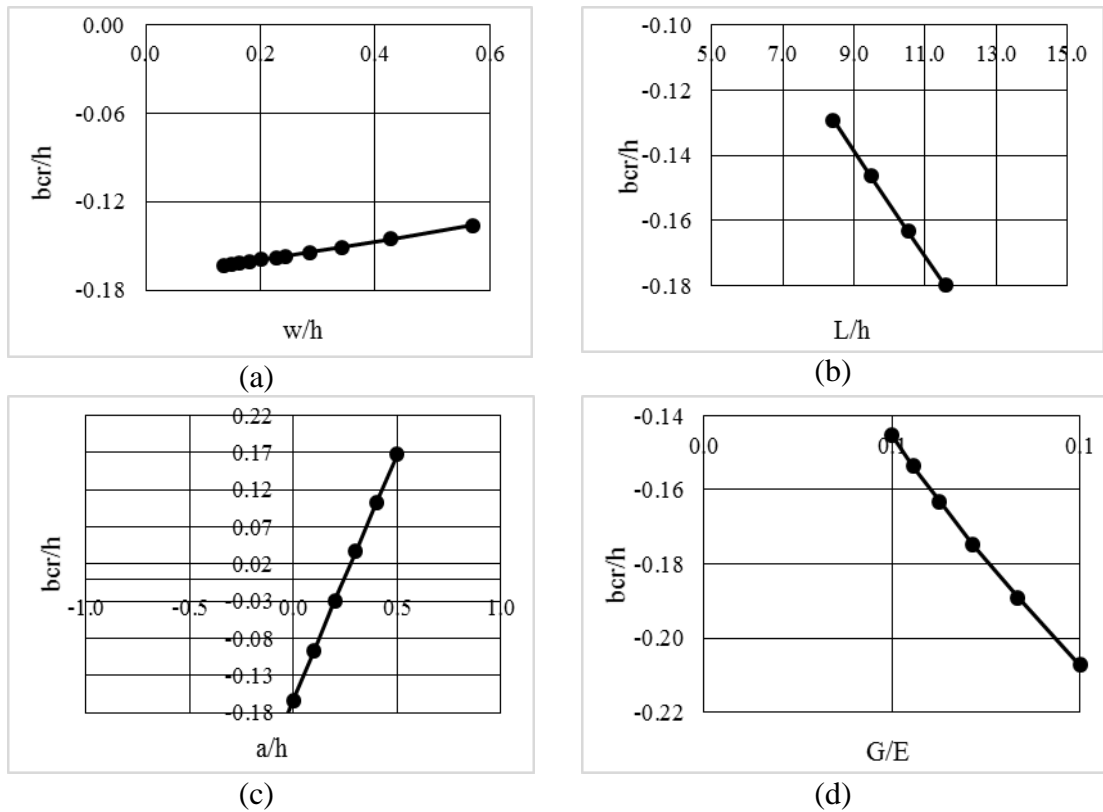 0.00
0.0 0.2 0.4 0.6
-0.06
-0.12
-0.18
bcr/h
w/h
(a)
-0.10
5.0 7.0 9.0 11.0 13.0 15.0
-0.12
-0.14
-0.16
-0.18
bcr/h
L/h
(b)
0.22
0.17
0.12
0.07
0.02
-0.03
-1.0 -0.5 0.0 0.5 1.0
-0.08
-0.13
-0.18
bcr/h
a/h
(c)
-0.14
0.0 0.1 0.1
-0.16
-0.18
-0.20
-0.22
bcr/h
G/E
(d)